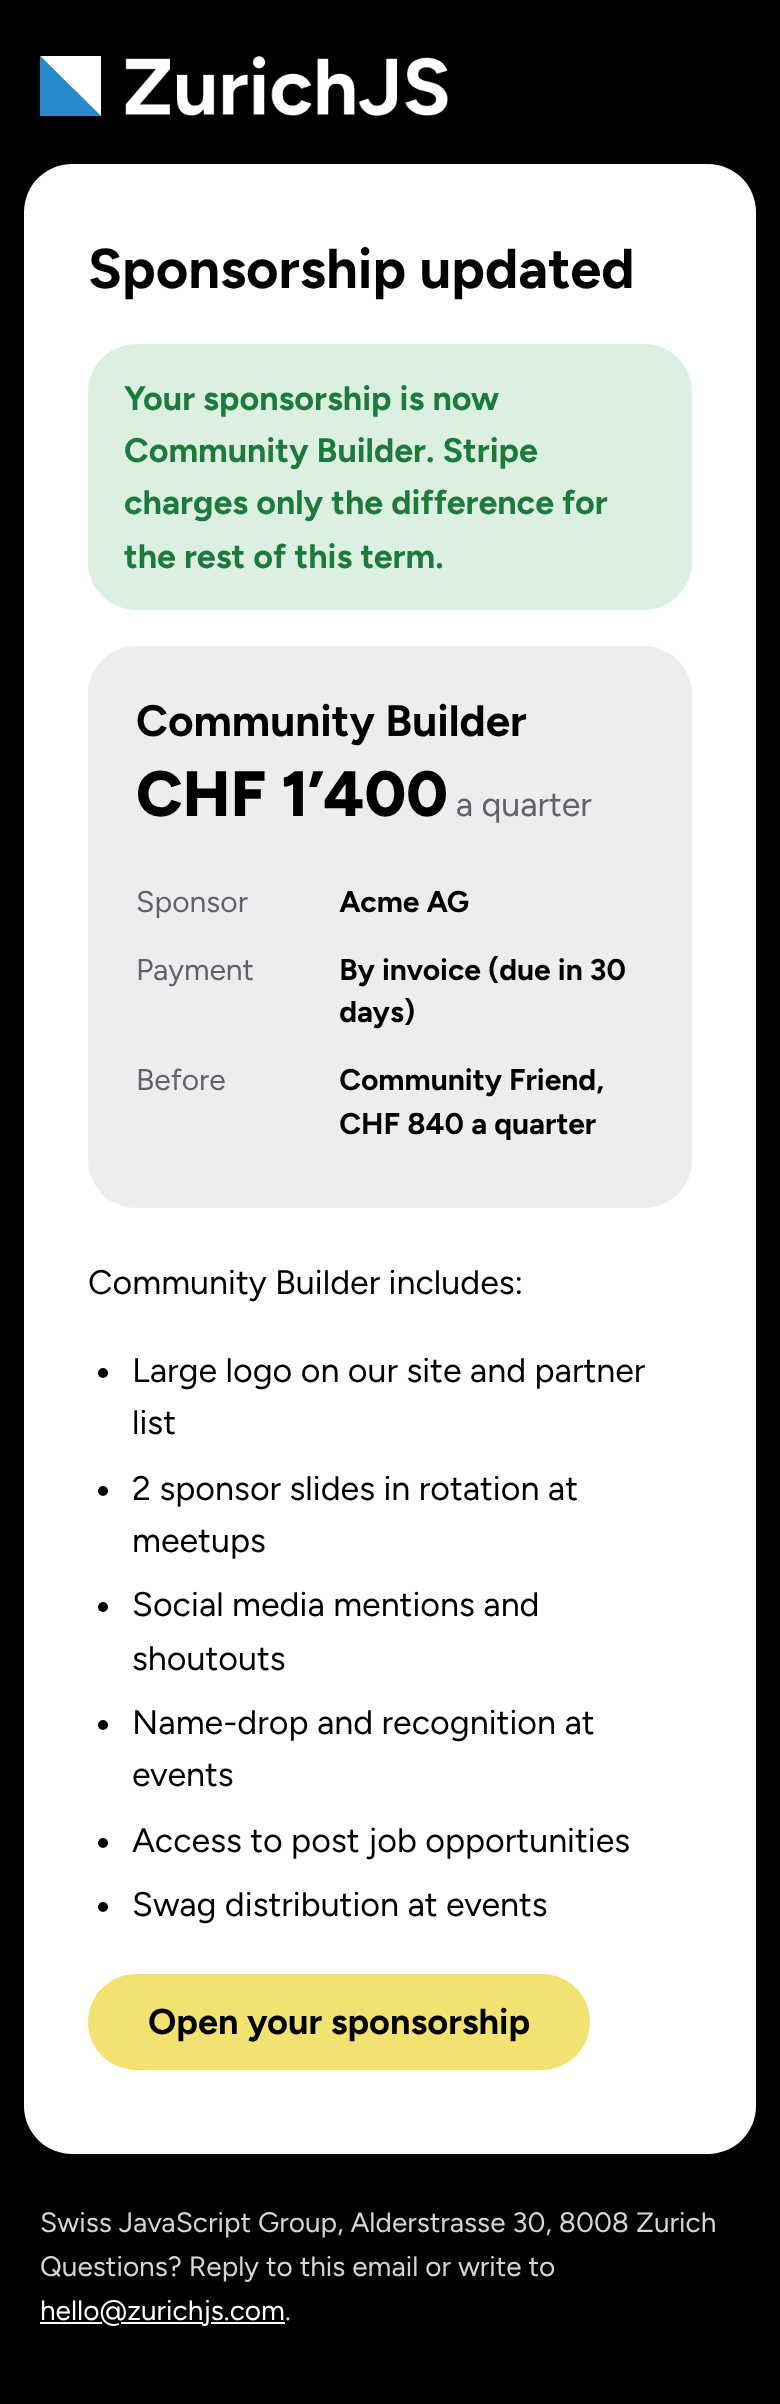 ZurichJS
Sponsorship updated
Your sponsorship is now
Community Builder. Stripe
charges only the difference for
the rest of this term.
Community Builder
CHF 1’400 a quarter
Sponsor Acme AG
Payment By invoice (due in 30
days)
Before Community Friend,
CHF 840 a quarter
Community Builder includes:
• Large logo on our site and partner
list
• 2 sponsor slides in rotation at
meetups
• Social media mentions and
shoutouts
• Name-drop and recognition at
events
• Access to post job opportunities
• Swag distribution at events
Open your sponsorship
Swiss JavaScript Group, Alderstrasse 30, 8008 Zurich
Questions? Reply to this email or write to
hello@zurichjs.com.